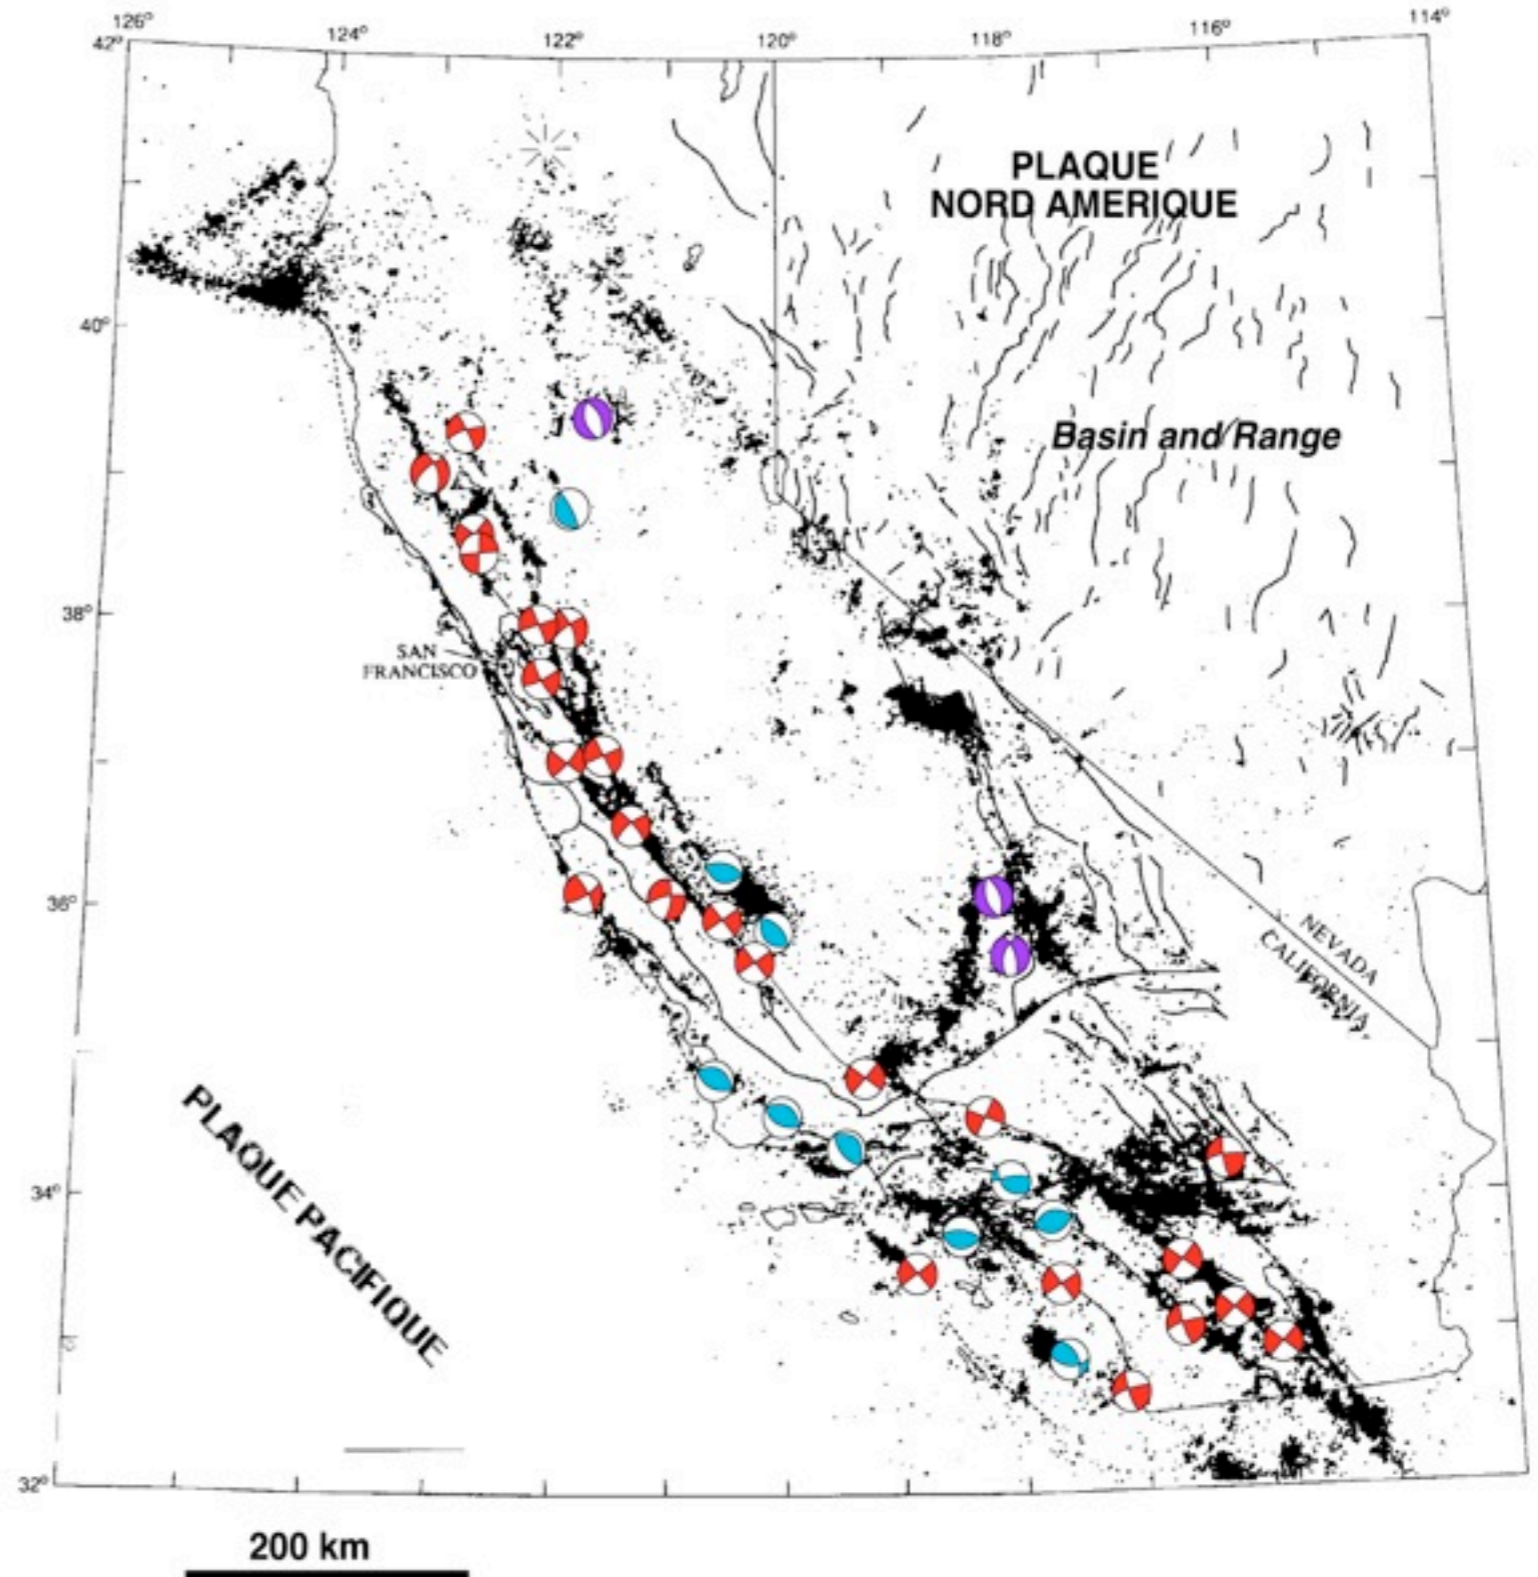 126°
124°
122°
120°
118°
116°
114°
42°
PLAQUE
NORD AMERIQUE
40°
Basin and Range
38°
SAN
FRANCISCO
36°
NEVADA
CALIFORNIA
PLAQUE PACIFIQUE
34°
32°
200 km